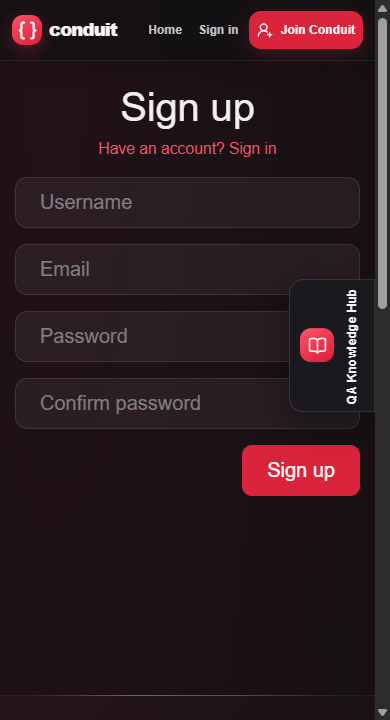 { } conduit
Home
Sign in
Join Conduit
Sign up
Have an account? Sign in
Username
Email
Password
QA Knowledge Hub
Confirm password
Sign up